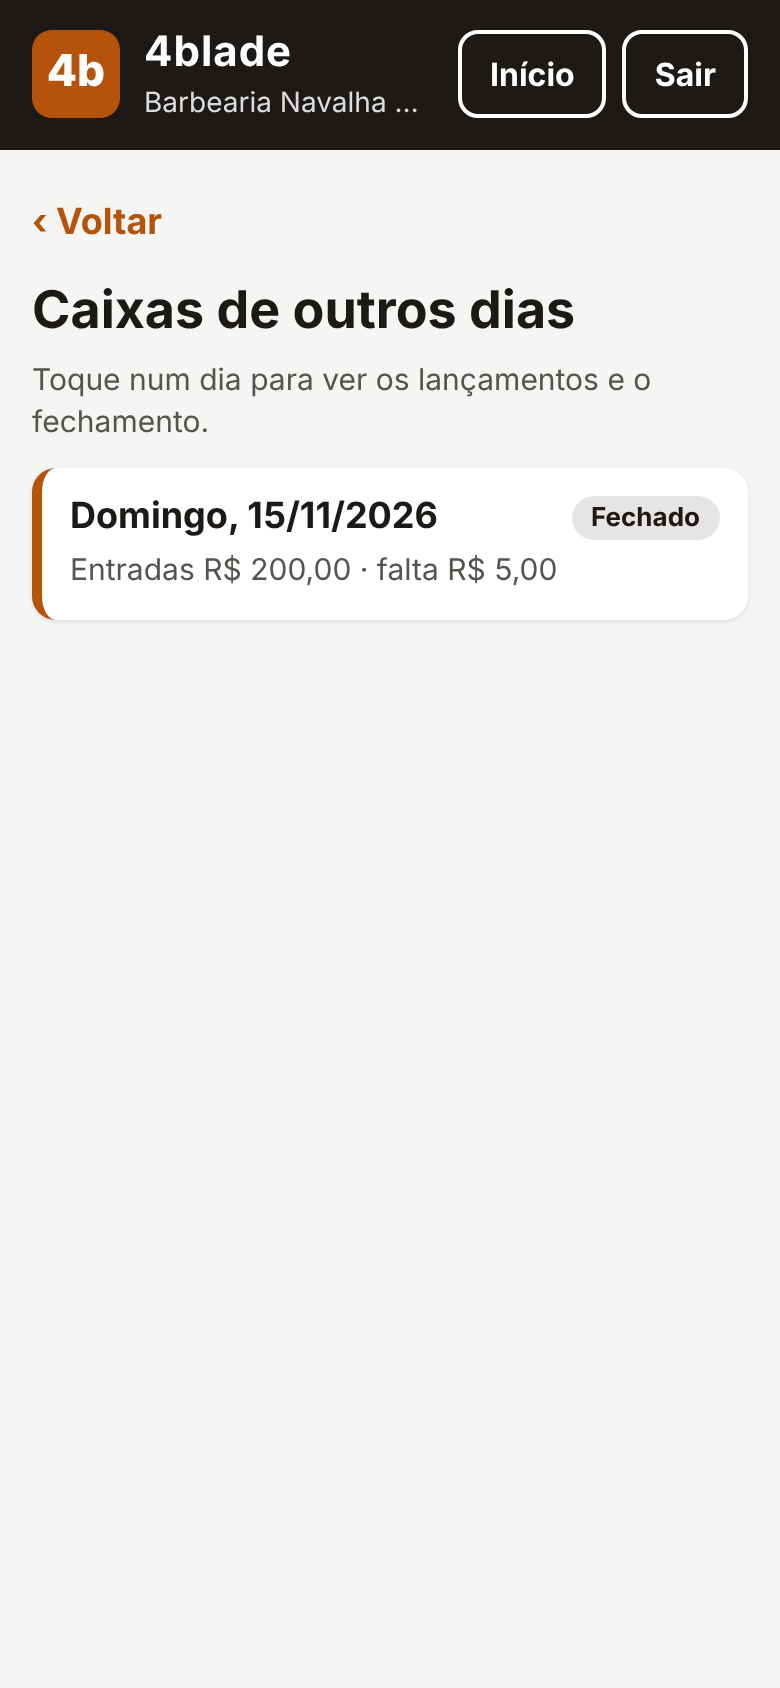 4b
4blade
Barbearia Navalha ...
Início
Sair
‹ Voltar
Caixas de outros dias
Toque num dia para ver os lançamentos e o
fechamento.
Domingo, 15/11/2026
Fechado
Entradas R$ 200,00 · falta R$ 5,00